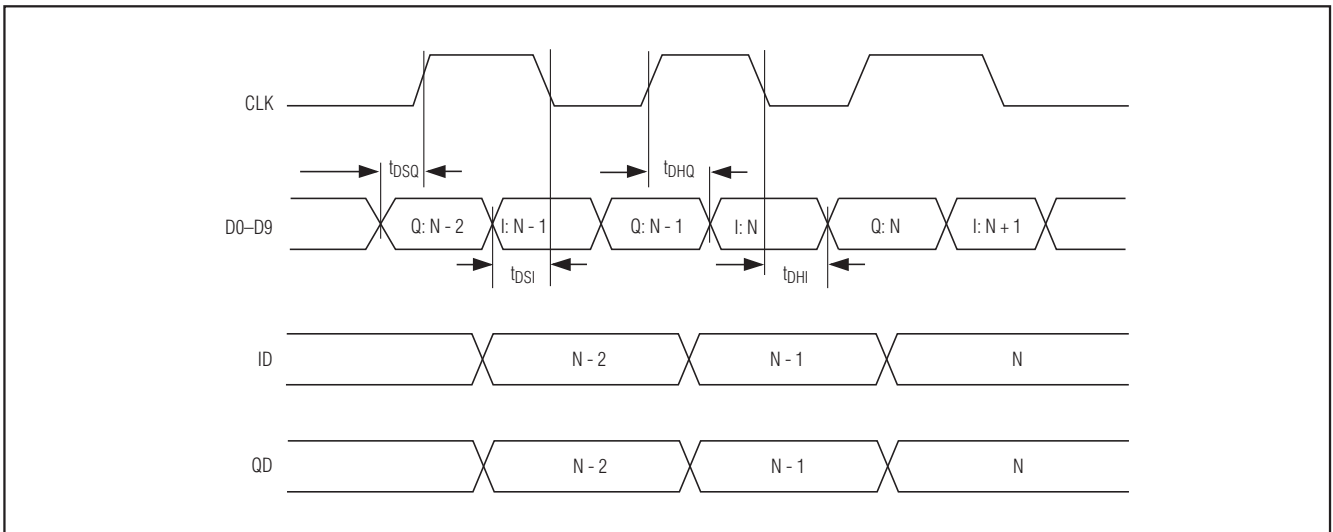 CLK
tDSQ
tDHQ
D0–D9
Q: N - 2
I: N - 1
Q: N - 1
I: N
Q: N
I: N + 1
tDSI
tDHI
ID
N - 2
N - 1
N
QD
N - 2
N - 1
N